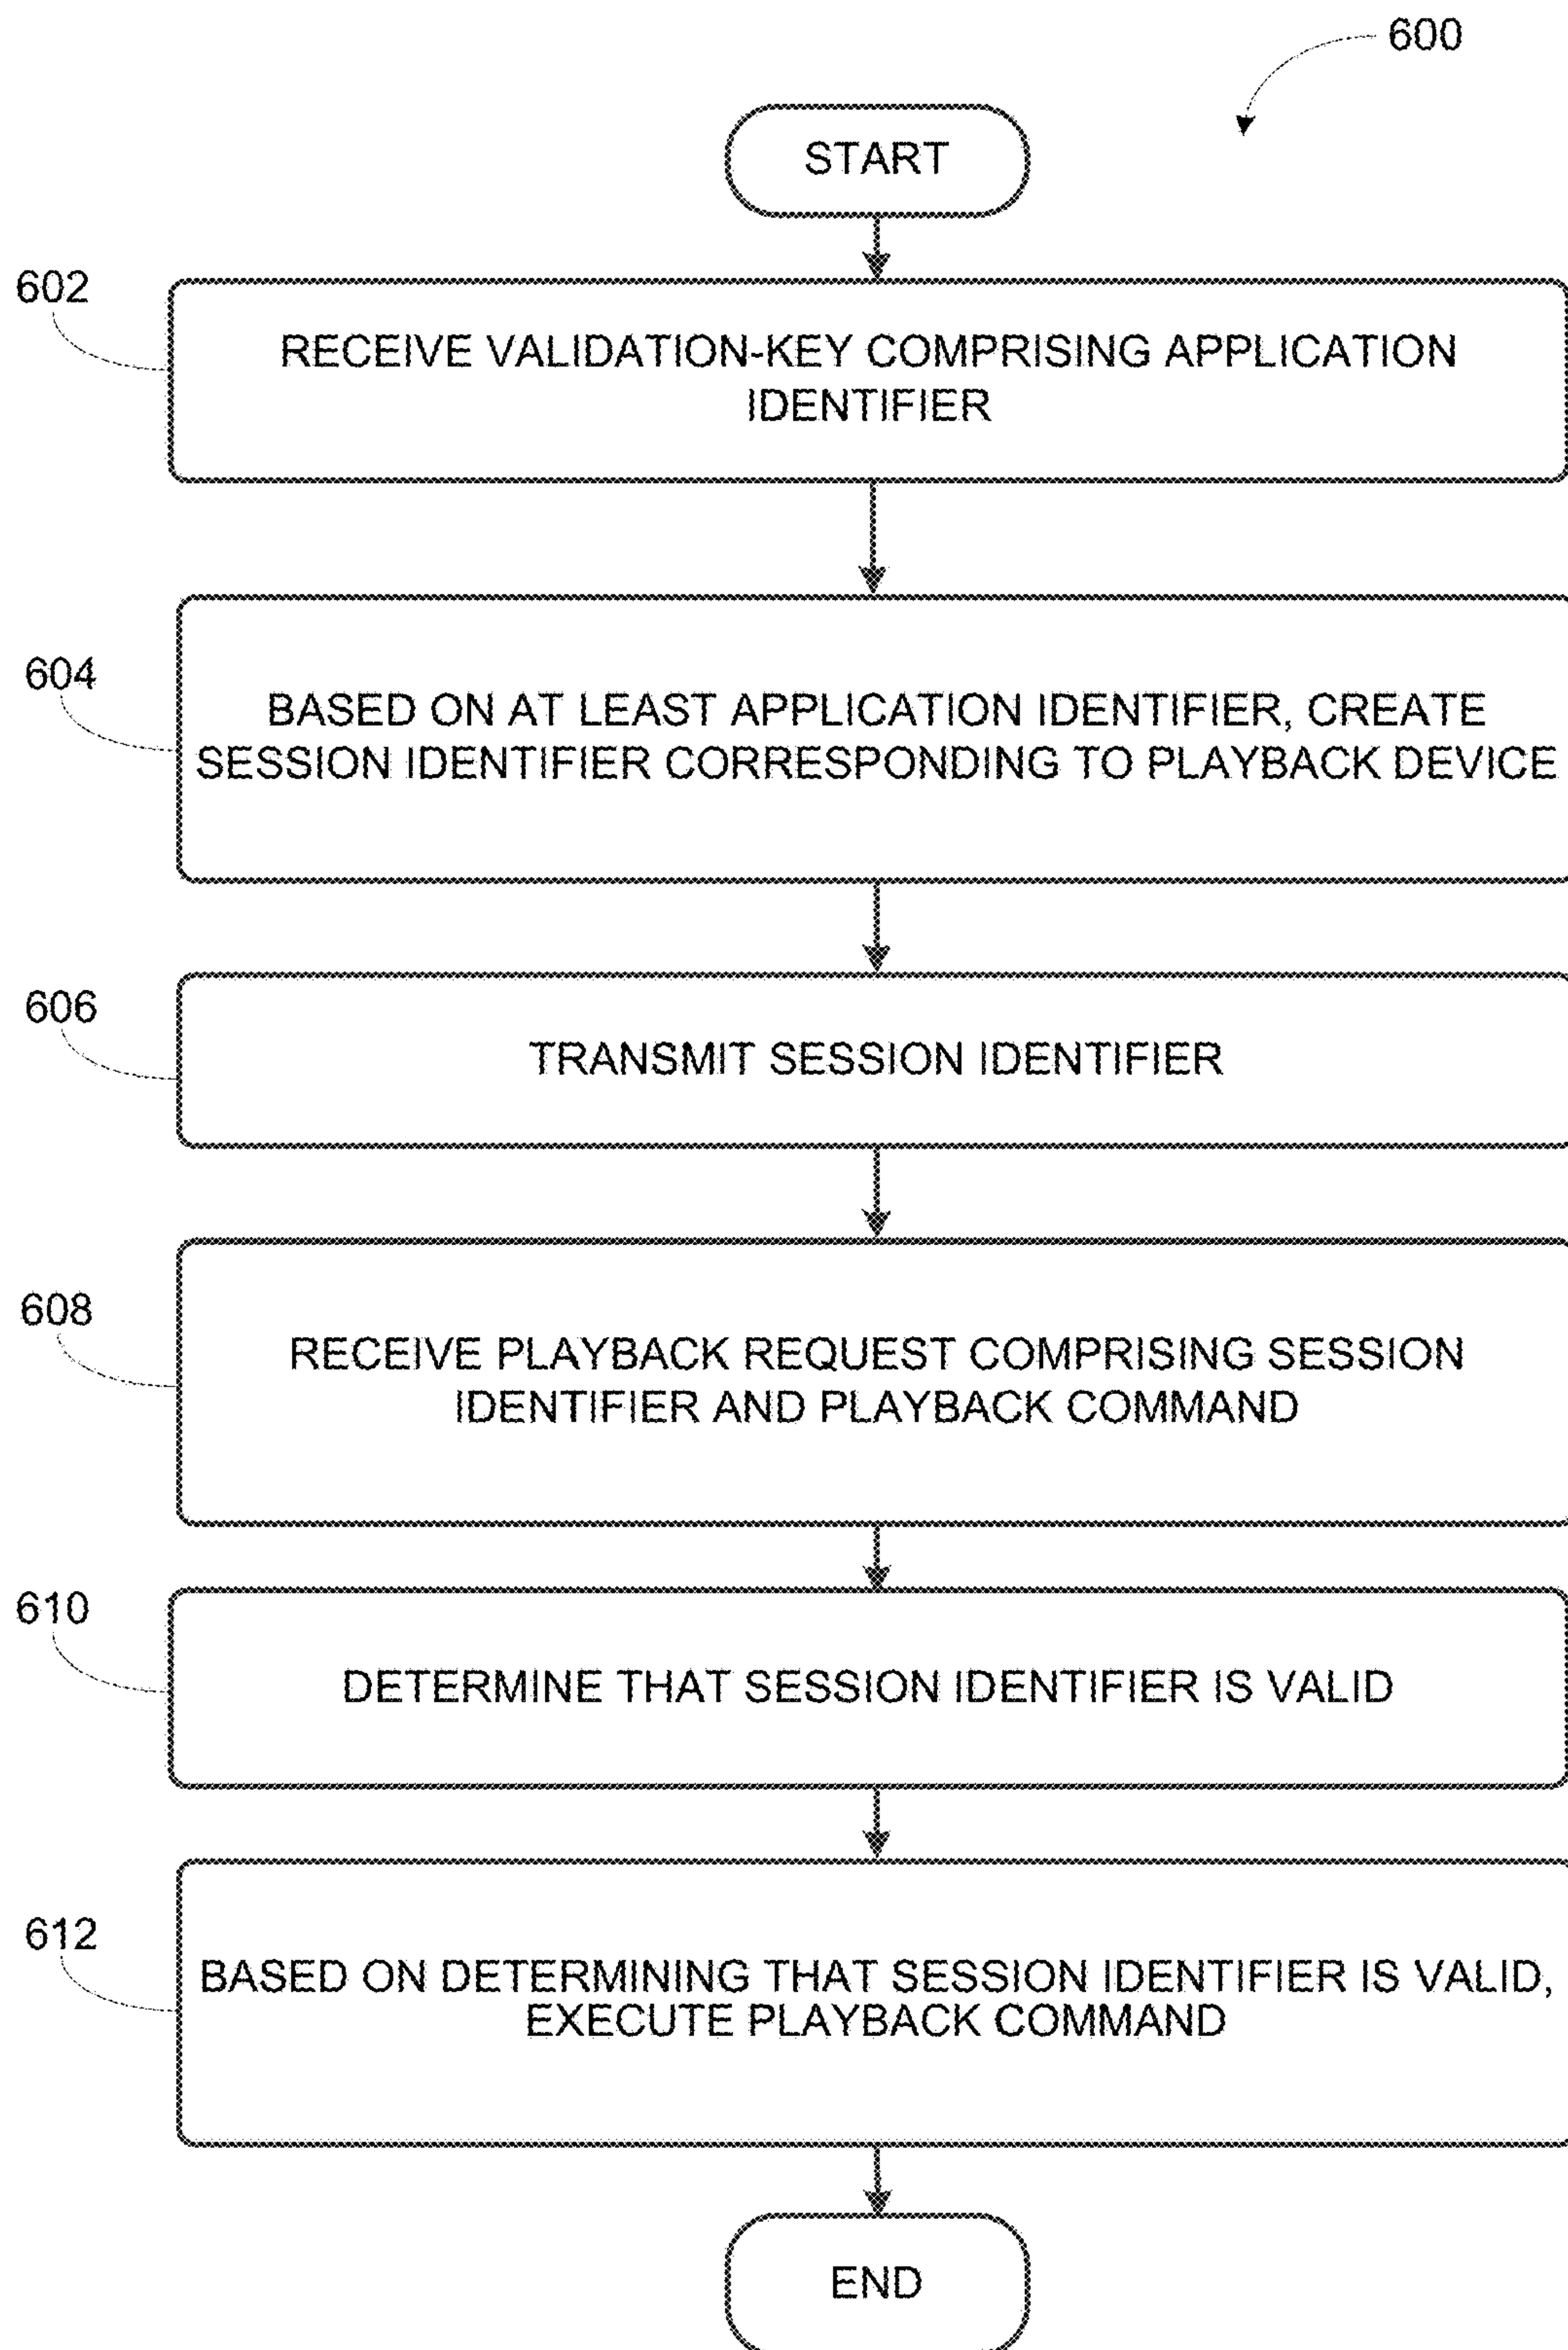 600
START
602
RECEIVE VALIDATION-KEY COMPRISING APPLICATION
IDENTIFIER
604
BASED ON AT LEAST APPLICATION IDENTIFIER, CREATE
SESSION IDENTIFIER CORRESPONDING TO PLAYBACK DEVICE
606
TRANSMIT SESSION IDENTIFIER
608
RECEIVE PLAYBACK REQUEST COMPRISING SESSION
IDENTIFIER AND PLAYBACK COMMAND
610
DETERMINE THAT SESSION IDENTIFIER IS VALID
612
BASED ON DETERMINING THAT SESSION IDENTIFIER IS VALID,
EXECUTE PLAYBACK COMMAND
END